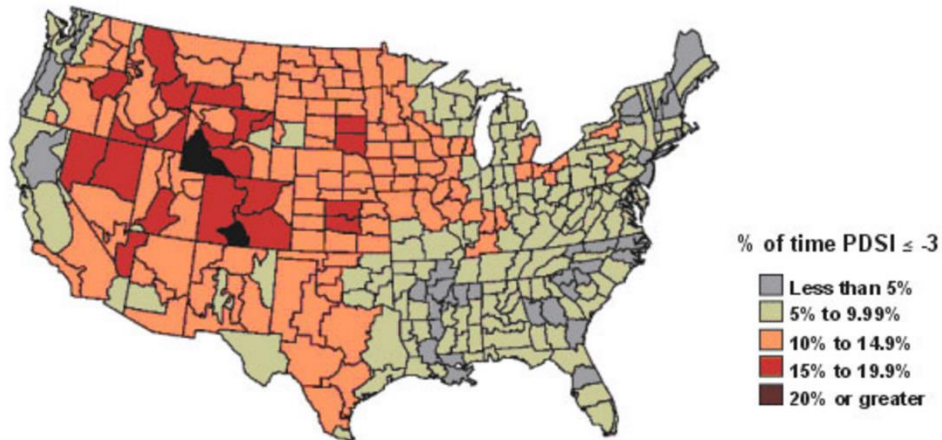 % of time PDSI ≤ -3
Less than 5%
5% to 9.99%
10% to 14.9%
15% to 19.9%
20% or greater